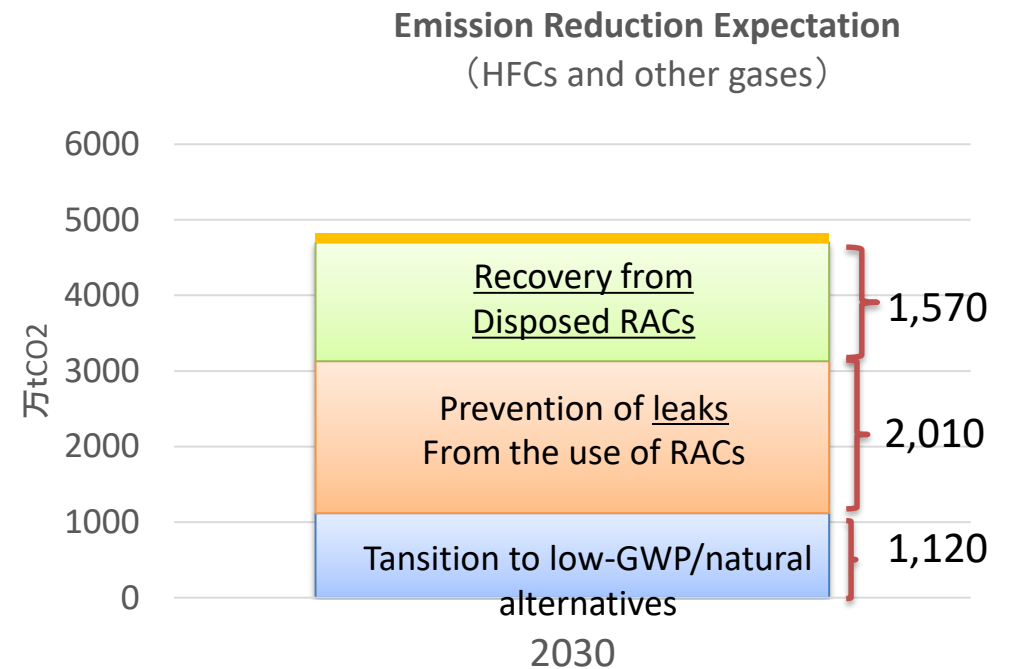 Emission Reduction Expectation
（HFCs and other gases）
6000
5000
4000
3000
2000
1000
0
万tCO2
Recovery from
Disposed RACs
1,570
Prevention of leaks
From the use of RACs
2,010
Tansition to low-GWP/natural
alternatives
1,120
2030